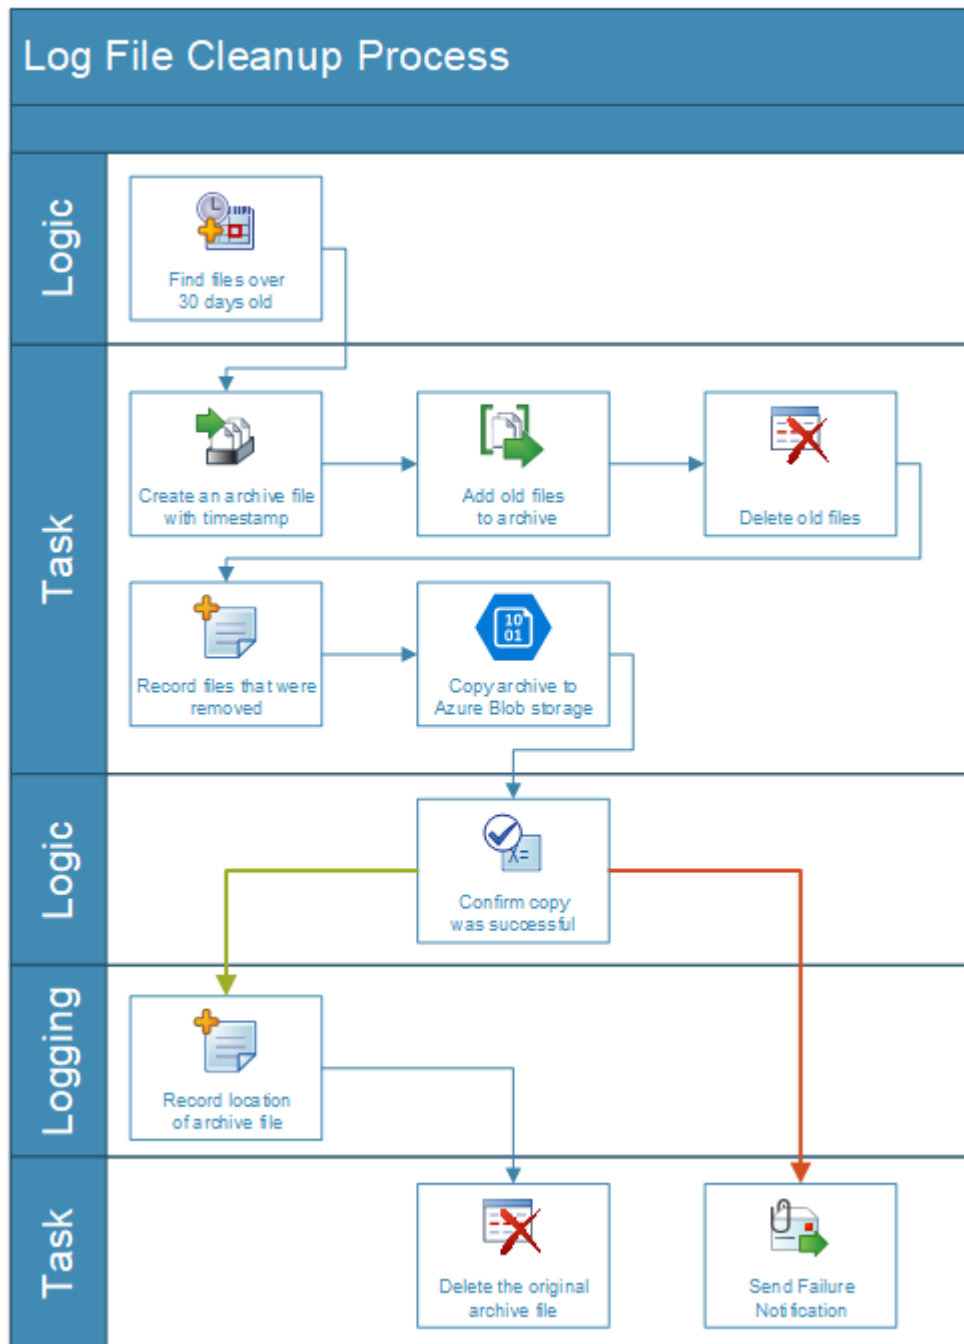 Log File Cleanup Process
Logic
Find files over
30 days old
Task
Create an archive file
with timestamp
Add old files
to archive
Delete old files
Record files that were
removed
10
01
Copy archive to
Azure Blob storage
Logic
X=
Confirm copy
was successful
Logging
Record location
of archive file
Task
Delete the original
archive file
Send Failure
Notification